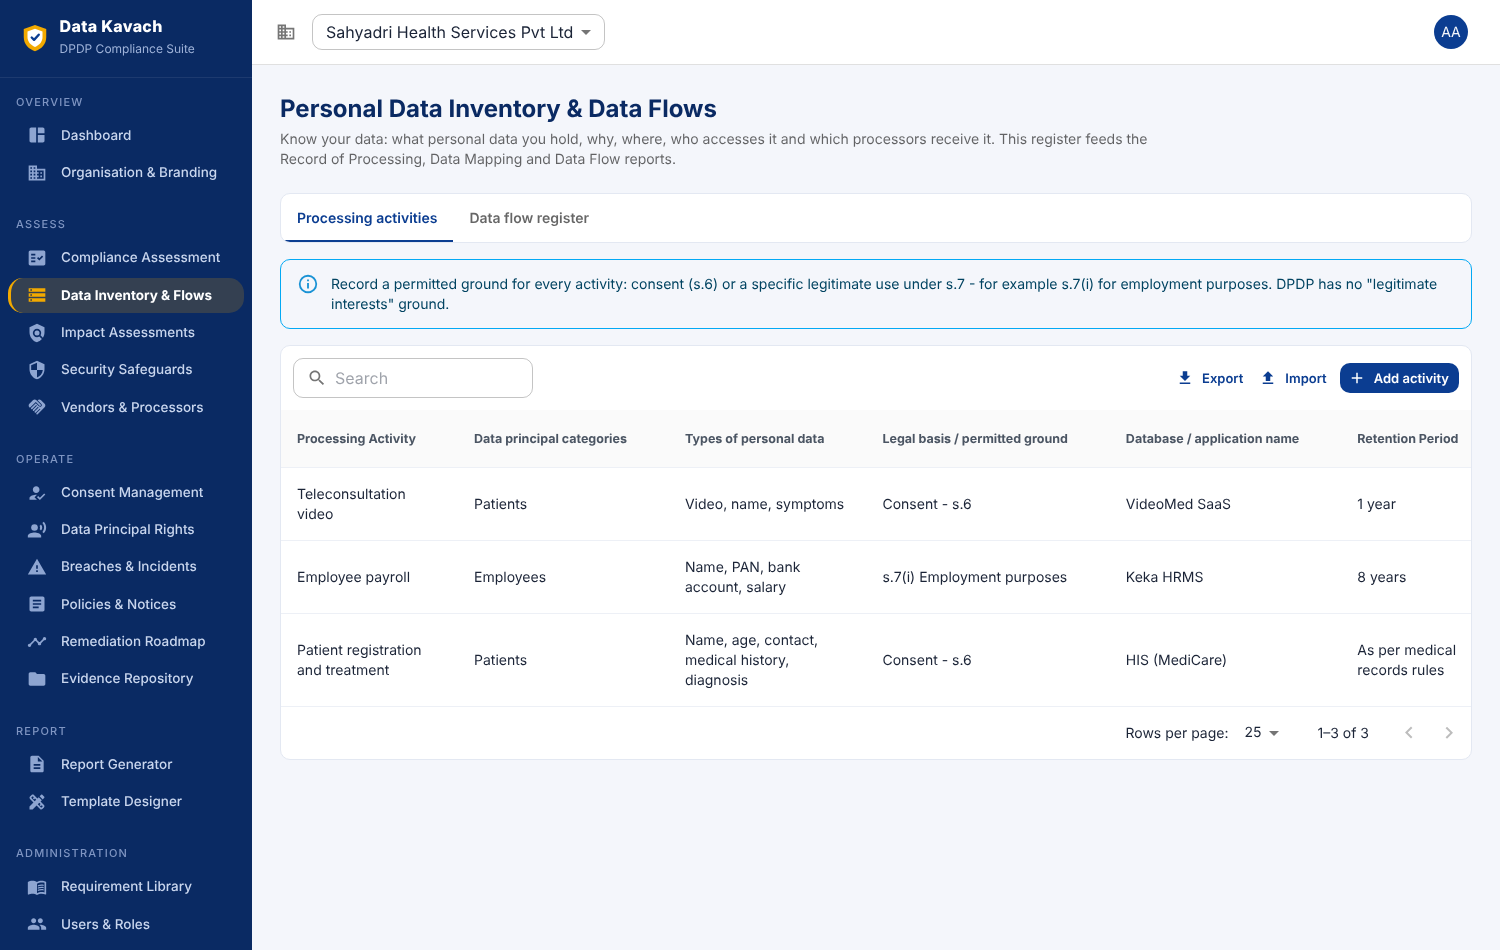 Data Kavach
DPDP Compliance Suite
OVERVIEW
Dashboard
Organisation & Branding
ASSESS
Compliance Assessment
Data Inventory & Flows
Impact Assessments
Security Safeguards
Vendors & Processors
OPERATE
Consent Management
Data Principal Rights
Breaches & Incidents
Policies & Notices
Remediation Roadmap
Evidence Repository
REPORT
Report Generator
Template Designer
ADMINISTRATION
Requirement Library
Users & Roles
Sahyadri Health Services Pvt Ltd
AA
Personal Data Inventory & Data Flows
Know your data: what personal data you hold, why, where, who accesses it and which processors receive it. This register feeds the
Record of Processing, Data Mapping and Data Flow reports.
Processing activities
Data flow register
Record a permitted ground for every activity: consent (s.6) or a specific legitimate use under s.7 - for example s.7(i) for employment purposes. DPDP has no "legitimate
interests" ground.
Search
Export
Import
Add activity
Processing Activity
Data principal categories
Types of personal data
Legal basis / permitted ground
Database / application name
Retention Period
Teleconsultation
video
Patients
Video, name, symptoms
Consent - s.6
VideoMed SaaS
1 year
Employee payroll
Employees
Name, PAN, bank
account, salary
s.7(i) Employment purposes
Keka HRMS
8 years
Patient registration
and treatment
Patients
Name, age, contact,
medical history,
diagnosis
Consent - s.6
HIS (MediCare)
As per medical
records rules
Rows per page:
25
1–3 of 3